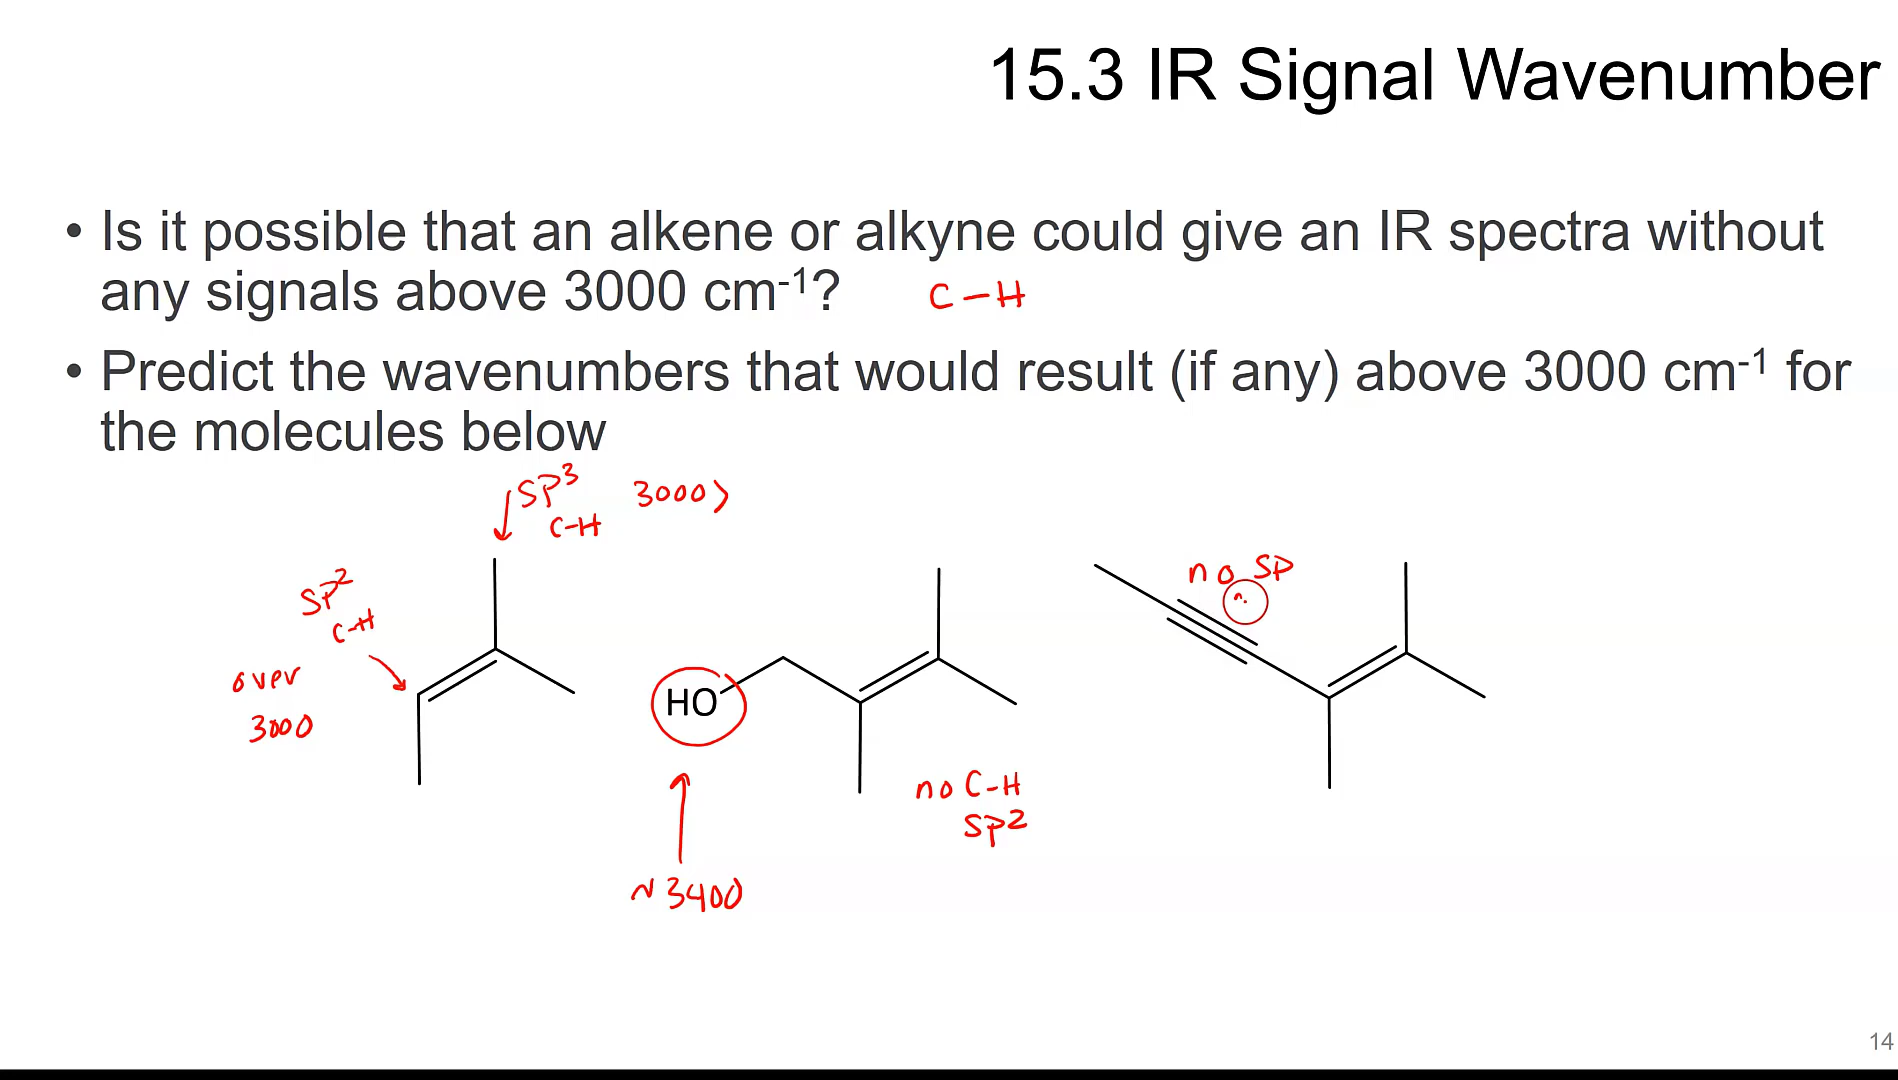 15.3 IR Signal Wavenumber
• Is it possible that an alkene or alkyne could give an IR spectra without
any signals above 3000 cm-1?
C-H
• Predict the wavenumbers that would result (if any) above 3000 cm-1 for
the molecules below
SP3 3000>
C-H
SP2
C-H
over
3000
no SP
HO
no C-H
SP2
~3400
14